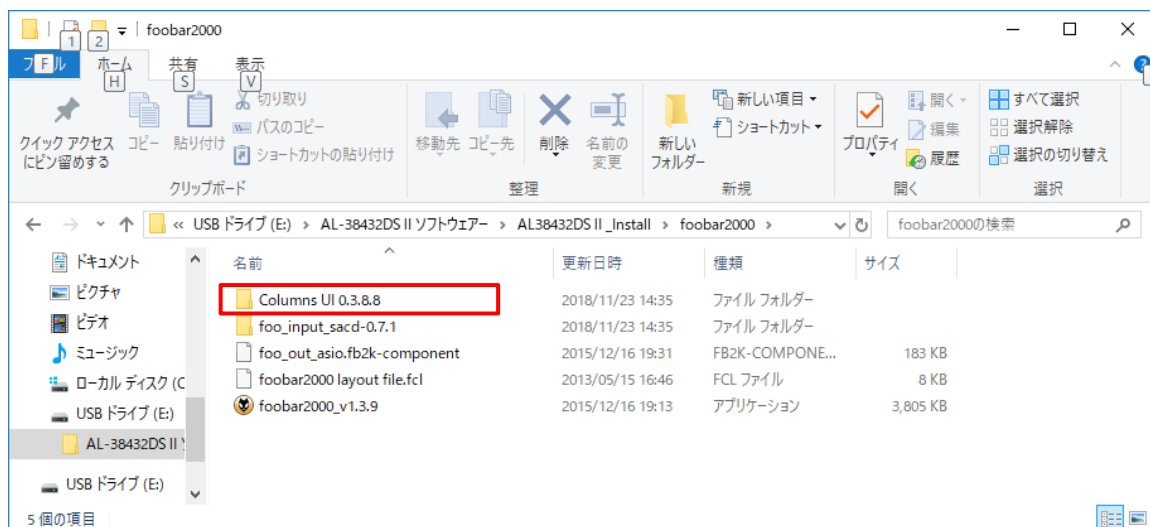 foobar2000
1 2
フ F ル ホーム 共有 表示
H S V
クイック アクセス
にピン留めする
コピー
貼り付け
切り取り
パスのコピー
ショートカットの貼り付け
クリップボード
移動先
コピー先
削除
名前の
変更
整理
新しい
フォルダー
新しい項目
ショートカット
新規
プロパティ
開く
編集
履歴
開く
すべて選択
選択解除
選択の切り替え
選択
« USB ドライブ (E:) › AL-38432DS II ソフトウェアー › AL38432DS II _Install › foobar2000 ›
foobar2000の検索
ドキュメント
ピクチャ
ビデオ
ミュージック
ローカル ディスク (C
USB ドライブ (E:)
AL-38432DS II ソ
USB ドライブ (E:)
名前 更新日時 種類 サイズ
Columns UI 0.3.8.8 2018/11/23 14:35 ファイル フォルダー
foo_input_sacd-0.7.1 2018/11/23 14:35 ファイル フォルダー
foo_out_asio.fb2k-component 2015/12/16 19:31 FB2K-COMPONE... 183 KB
foobar2000 layout file.fcl 2013/05/15 16:46 FCL ファイル 8 KB
foobar2000_v1.3.9 2015/12/16 19:13 アプリケーション 3,805 KB
5 個の項目